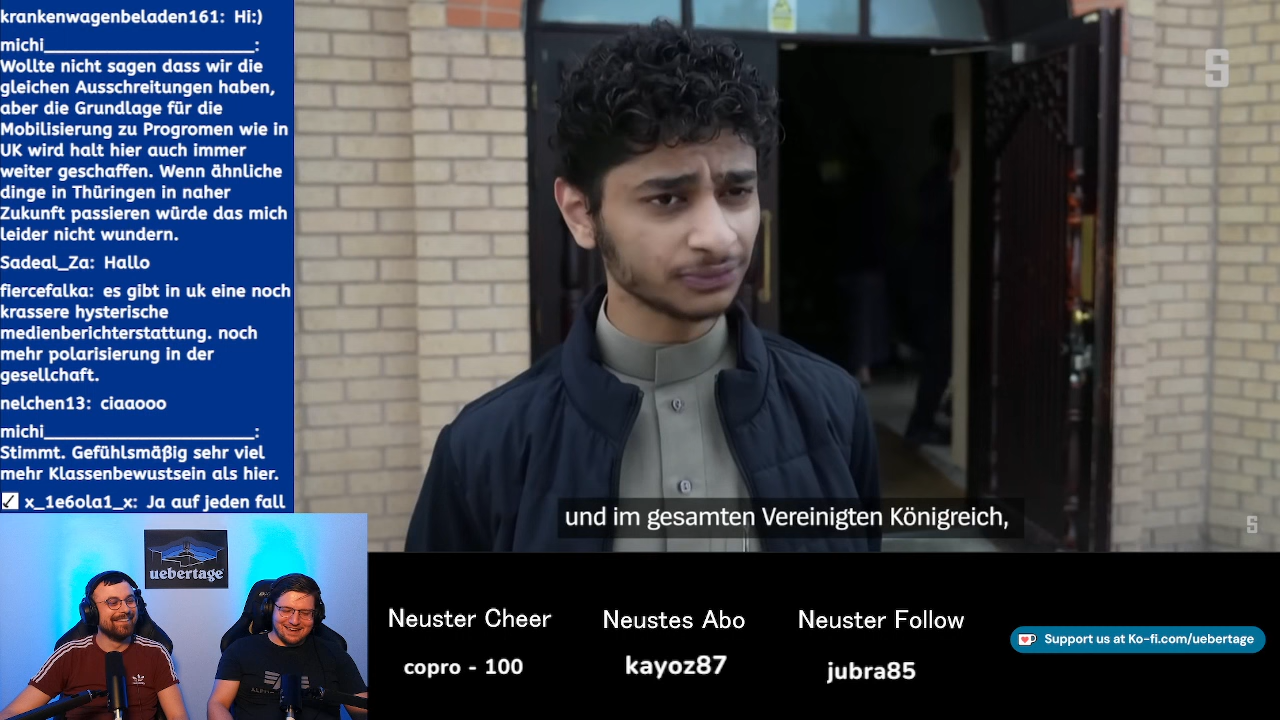 krankenwagenbeladen161: Hi:)
michi_____________________:
Wollte nicht sagen dass wir die
gleichen Ausschreitungen haben,
aber die Grundlage für die
Mobilisierung zu Progromen wie in
UK wird halt hier auch immer
weiter geschaffen. Wenn ähnliche
dinge in Thüringen in naher
Zukunft passieren würde das mich
leider nicht wundern.
Sadeal_Za: Hallo
fiercefalka: es gibt in uk eine noch
krassere hysterische
medienberichterstattung. noch
mehr polarisierung in der
gesellchaft.
nelchen13: ciaaooo
michi_____________________:
Stimmt. Gefühlsmäßig sehr viel
mehr Klassenbewustsein als hier.
x_1e6ola1_x: Ja auf jeden fall
S
und im gesamten Vereinigten Königreich,
S
uebertage
Neuster Cheer
copro - 100
Neustes Abo
kayoz87
Neuster Follow
jubra85
Support us at Ko-fi.com/uebertage